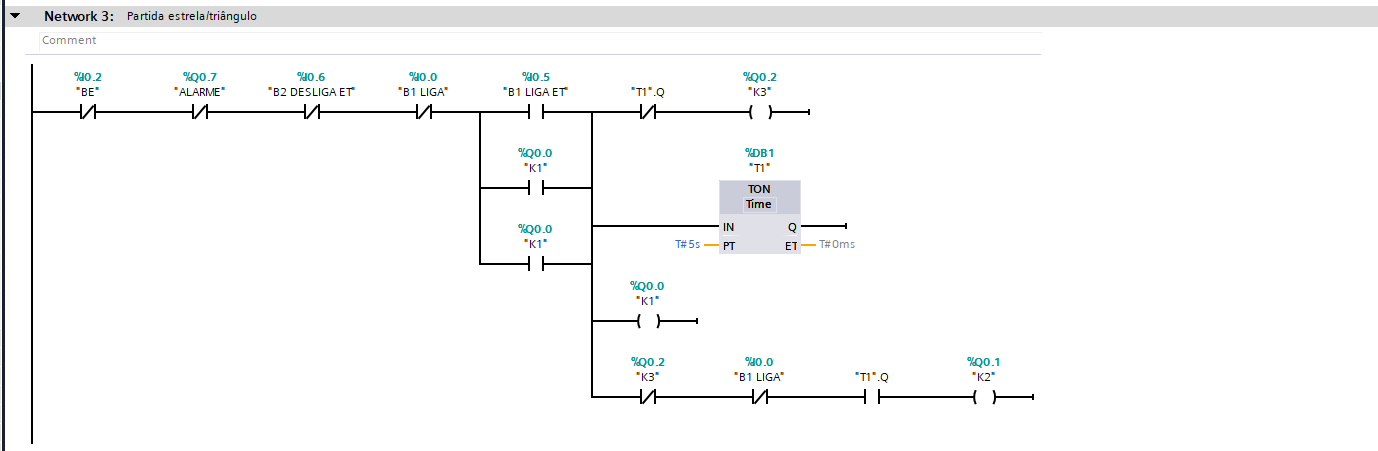 Network 3: Partida estrela/triângulo
Comment
%I0.2 %Q0.7 %I0.6 %I0.0 %I0.5 %Q0.2
"BE" "ALARME" "B2 DESLIGA ET" "B1 LIGA" "B1 LIGA ET" "T1".Q "K3"
%Q0.0 %DB1
"K1" "T1"
TON
Time
%Q0.0
IN Q
"K1"
T#5s PT ET T#0ms
%Q0.0
"K1"
%Q0.2 %I0.0 %Q0.1
"K3" "B1 LIGA" "T1".Q "K2"